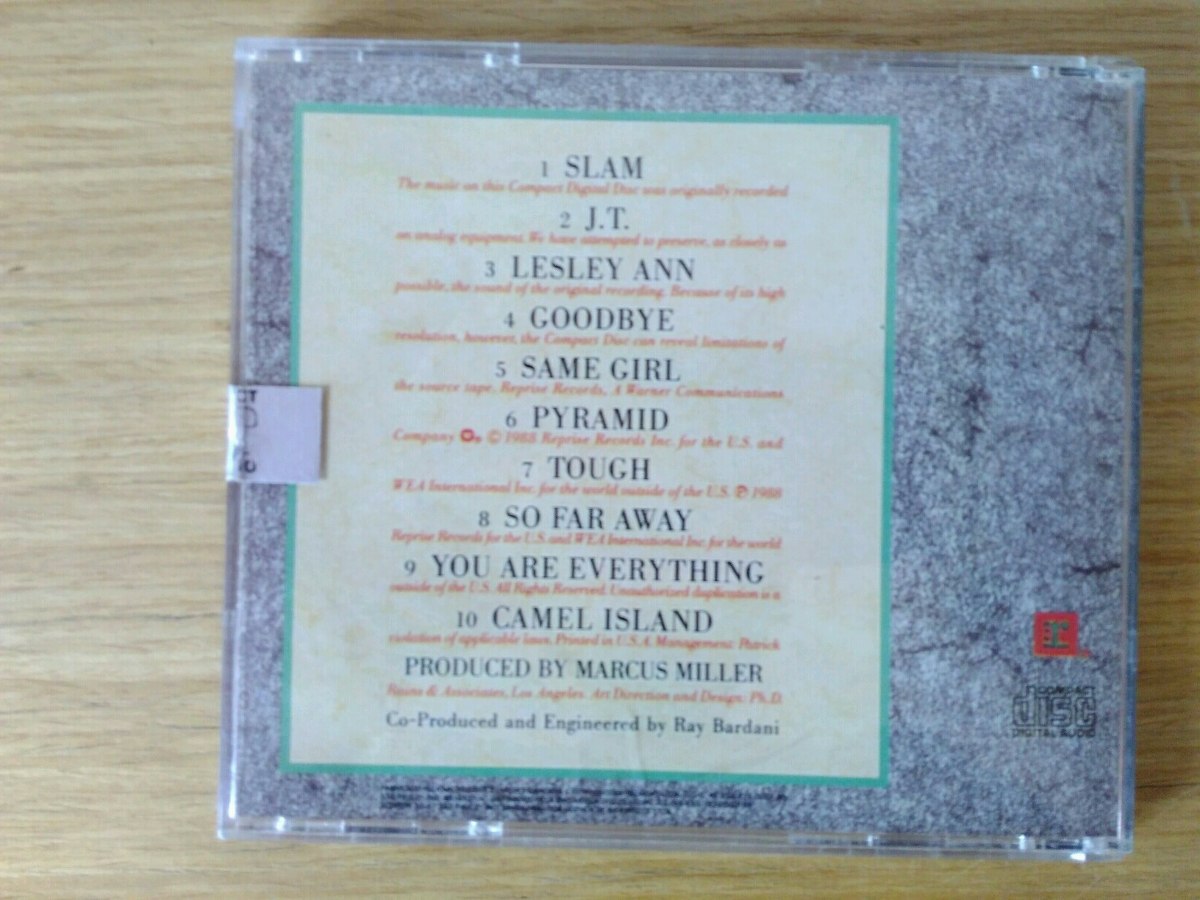 1 SLAM
The music on this Compact Digital Disc was originally recorded
2 J.T.
on analog equipment. We have attempted to preserve, as closely as
3 LESLEY ANN
possible, the sound of the original recording. Because of its high
4 GOODBYE
resolution, however, the Compact Disc can reveal limitations of
5 SAME GIRL
the source tape. Reprise Records, A Warner Communications
6 PYRAMID
Company © 1988 Reprise Records Inc. for the U.S. and
7 TOUGH
WEA International Inc. for the world outside of the U.S. ℗ 1988
8 SO FAR AWAY
Reprise Records for the U.S. and WEA International Inc. for the world
9 YOU ARE EVERYTHING
outside of the U.S. All Rights Reserved. Unauthorized duplication is a
10 CAMEL ISLAND
violation of applicable laws. Printed in U.S.A. Management: Patrick
PRODUCED BY MARCUS MILLER
Rains & Associates, Los Angeles. Art Direction and Design: Ph.D.
Co-Produced and Engineered by Ray Bardani
r
COMPACT
disc
DIGITAL AUDIO